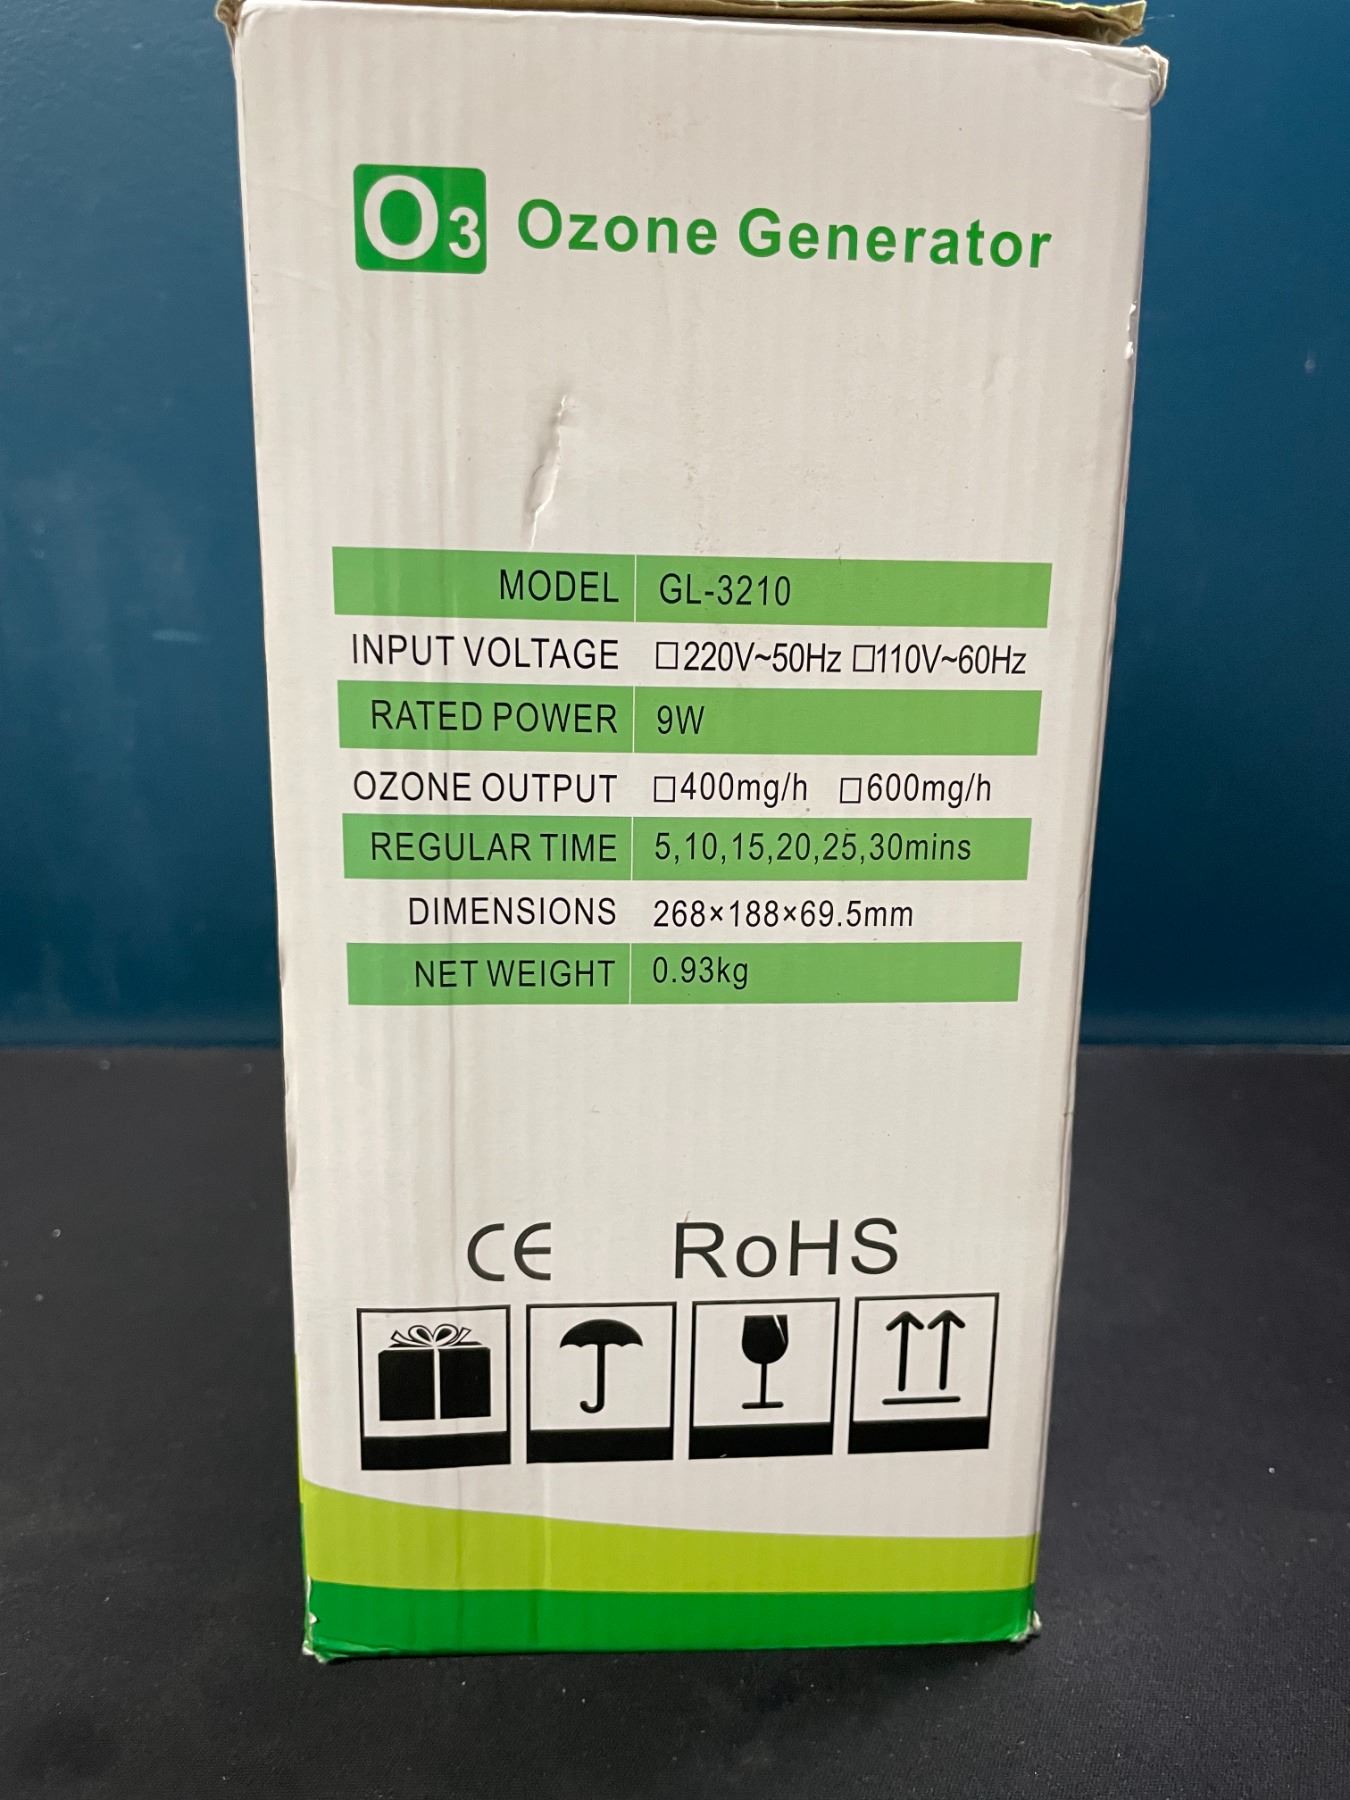 O3 Ozone Generator
MODEL GL-3210
INPUT VOLTAGE □220V~50Hz □110V~60Hz
RATED POWER 9W
OZONE OUTPUT □400mg/h □600mg/h
REGULAR TIME 5,10,15,20,25,30mins
DIMENSIONS 268×188×69.5mm
NET WEIGHT 0.93kg
CE RoHS